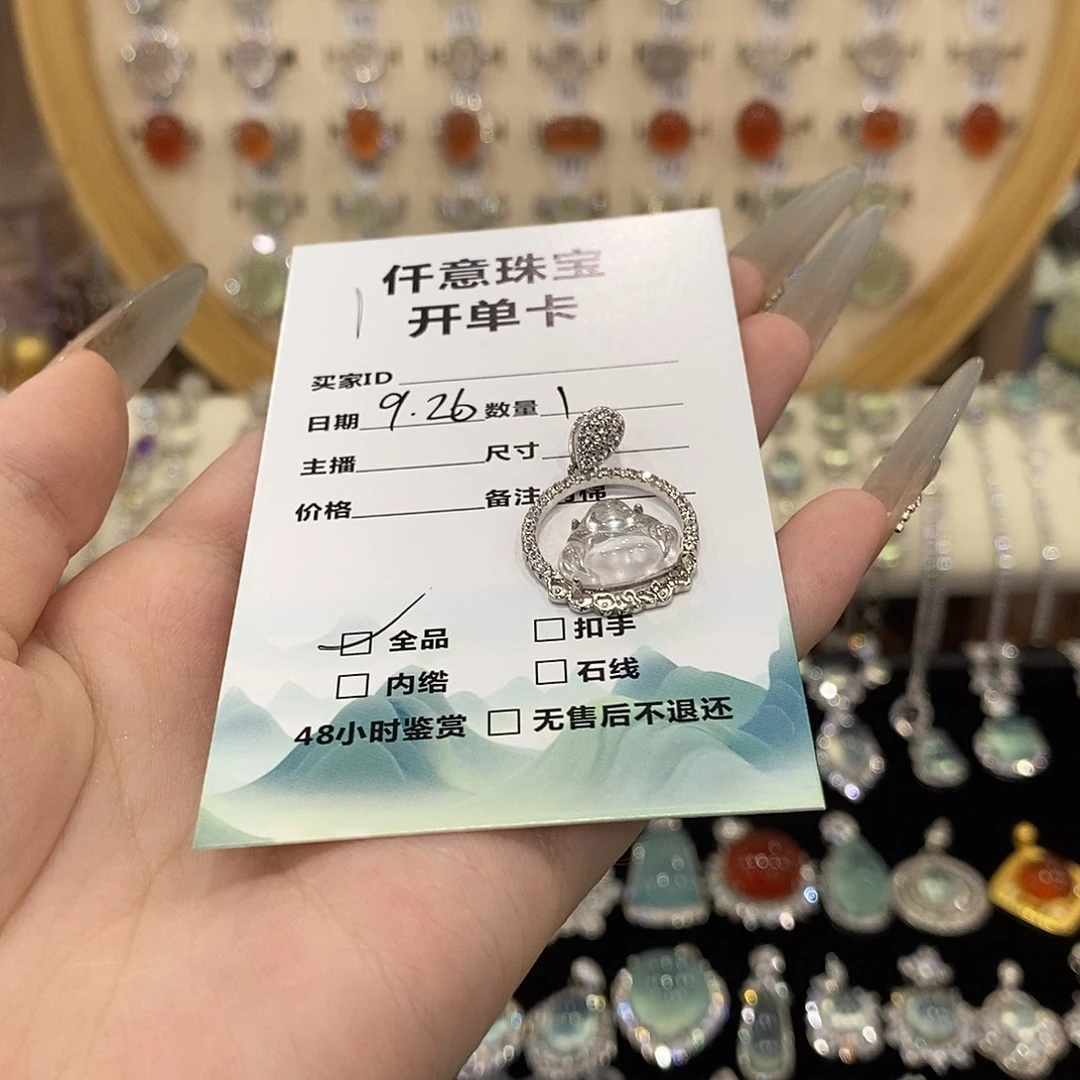 仟意珠宝
开单卡
买家ID
日期 9.26 数量 1
主播 尺寸
价格 备注
全品 扣手
内绺 石线
48小时鉴赏 无售后不退还